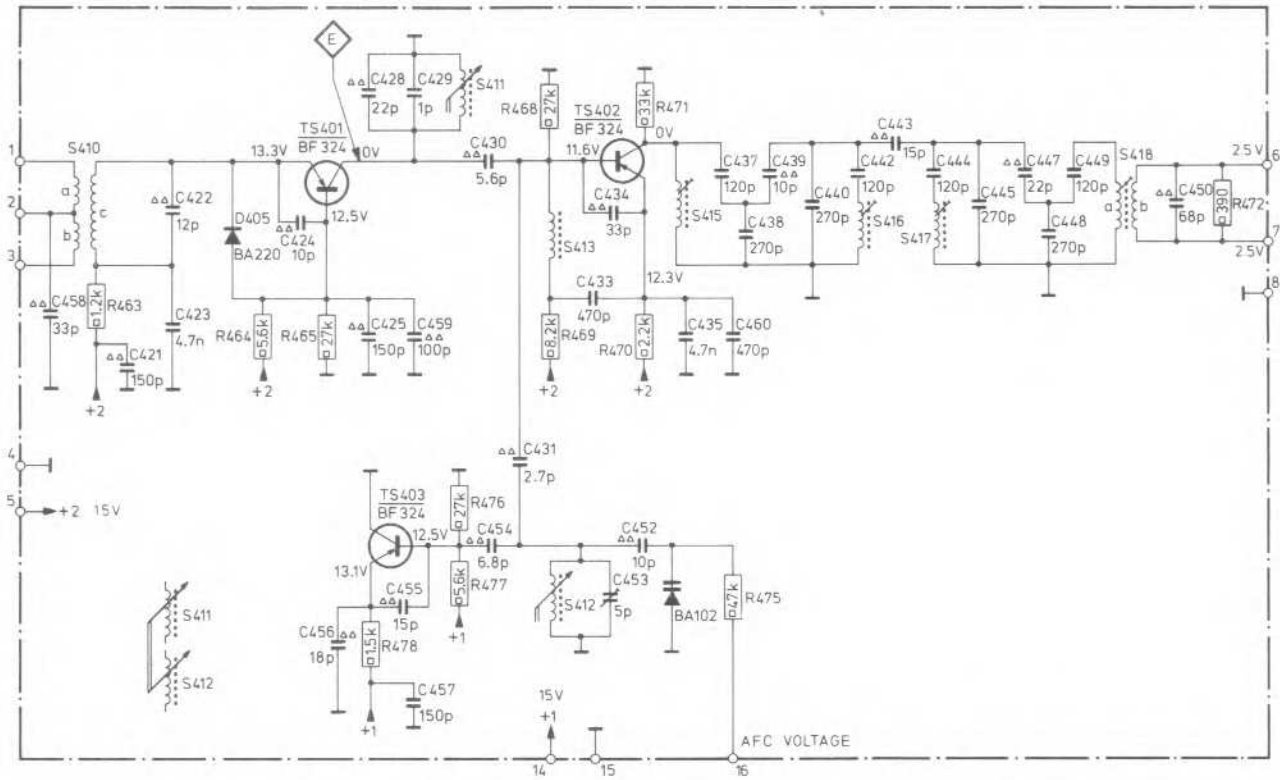 E
C428
22p
C429
1p
S411
R468
27k
TS402
BF 324
33k
R471
0V
11.6V
TS401
BF 324
13.3V
0V
C430
5.6p
S410
1
a
c
2
b
3
C422
12p
D405
BA220
C424
10p
12.5V
C434
33p
S413
S415
C437
120p
C439
10p
C438
270p
C440
270p
C442
120p
S416
C443
15p
C444
120p
S417
C445
270p
C447
22p
C448
270p
C449
120p
S418
a
b
C450
68p
390
R472
25V
6
7
25V
8
C458
33p
1.2k
R463
C421
150p
+2
C423
4.7n
R464
5.6k
+2
R465
27k
C425
150p
C459
100p
C433
470p
12.3V
8.2k
R469
+2
R470
2.2k
+2
C435
4.7n
C460
470p
4
5
+2 15V
C431
2.7p
TS403
BF 324
12.5V
27k
R476
C454
6.8p
5.6k
R477
+1
13.1V
C455
15p
C456
18p
1.5k
R478
+1
C457
150p
S412
C453
5p
C452
10p
BA102
47k
R475
S411
S412
15V
+1
14
15
16
AFC VOLTAGE